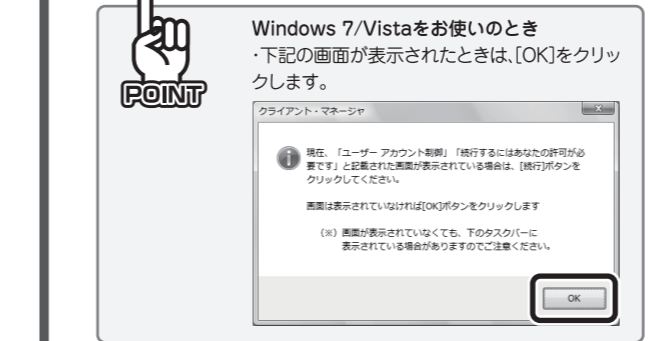 Windows 7/Vistaをお使いのとき
・下記の画面が表示されたときは、[OK]をクリッ
クします。
POINT
クライアント・マネージャ
x
現在、「ユーザー アカウント制御」「続行するにはあなたの許可が必
要です」と記載された画面が表示されている場合は、[続行]ボタンを
クリックしてください。
画面は表示されていなければ[OK]ボタンをクリックします
(※) 画面が表示されていなくても、下のタスクバーに
表示されている場合がありますのでご注意ください。
OK